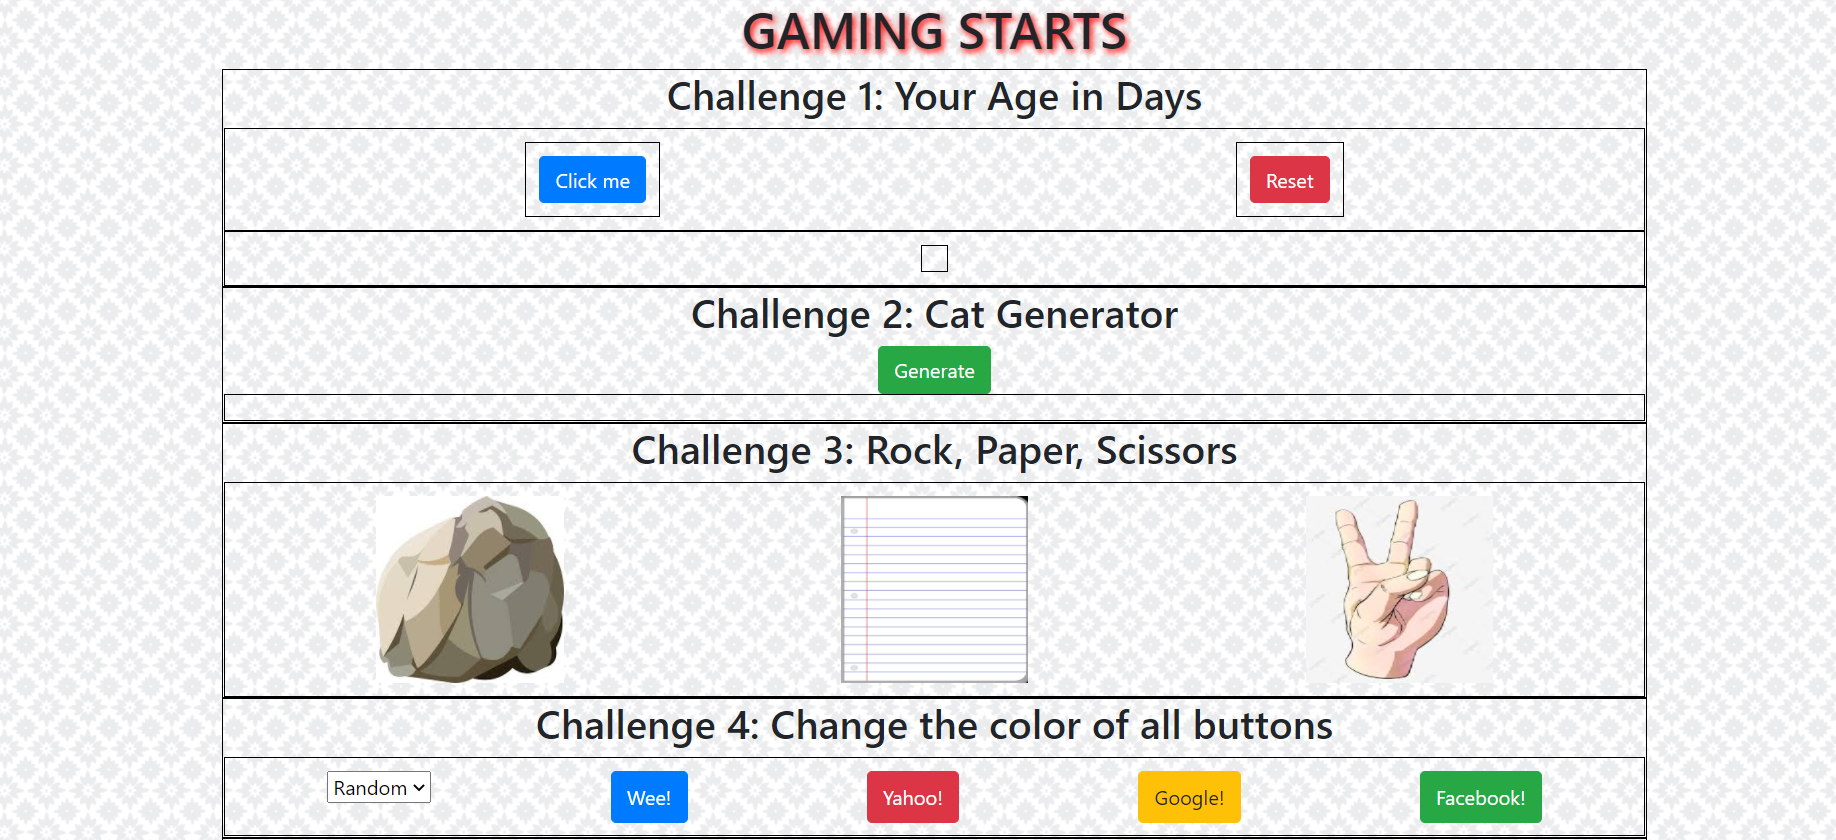 GAMING STARTS
Challenge 1: Your Age in Days
Click me Reset
Challenge 2: Cat Generator
Generate
Challenge 3: Rock, Paper, Scissors
Challenge 4: Change the color of all buttons
Random Wee! Yahoo! Google! Facebook!